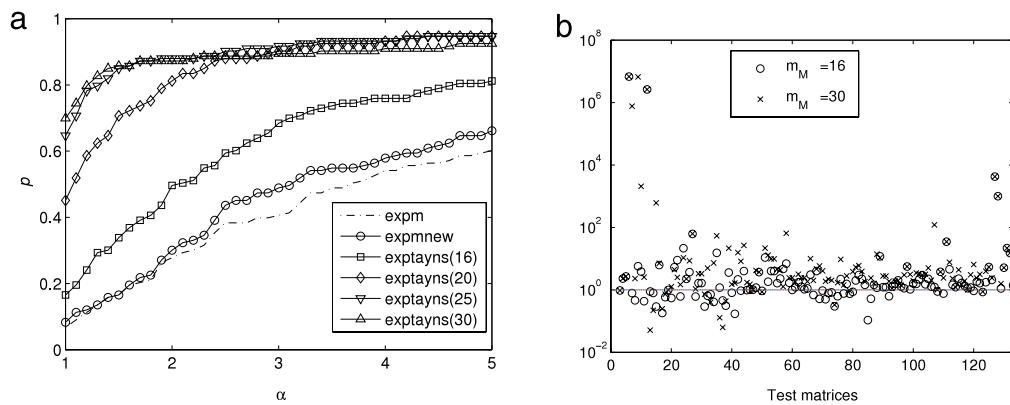 a
1
0.8
0.6
0.4
0.2
0
p
1
2
3
4
5
α
expm
expmnew
exptayns(16)
exptayns(20)
exptayns(25)
exptayns(30)
b
10^8
10^6
10^4
10^2
10^0
10^-2
0
20
40
60
80
100
120
Test matrices
m_M =16
m_M =30